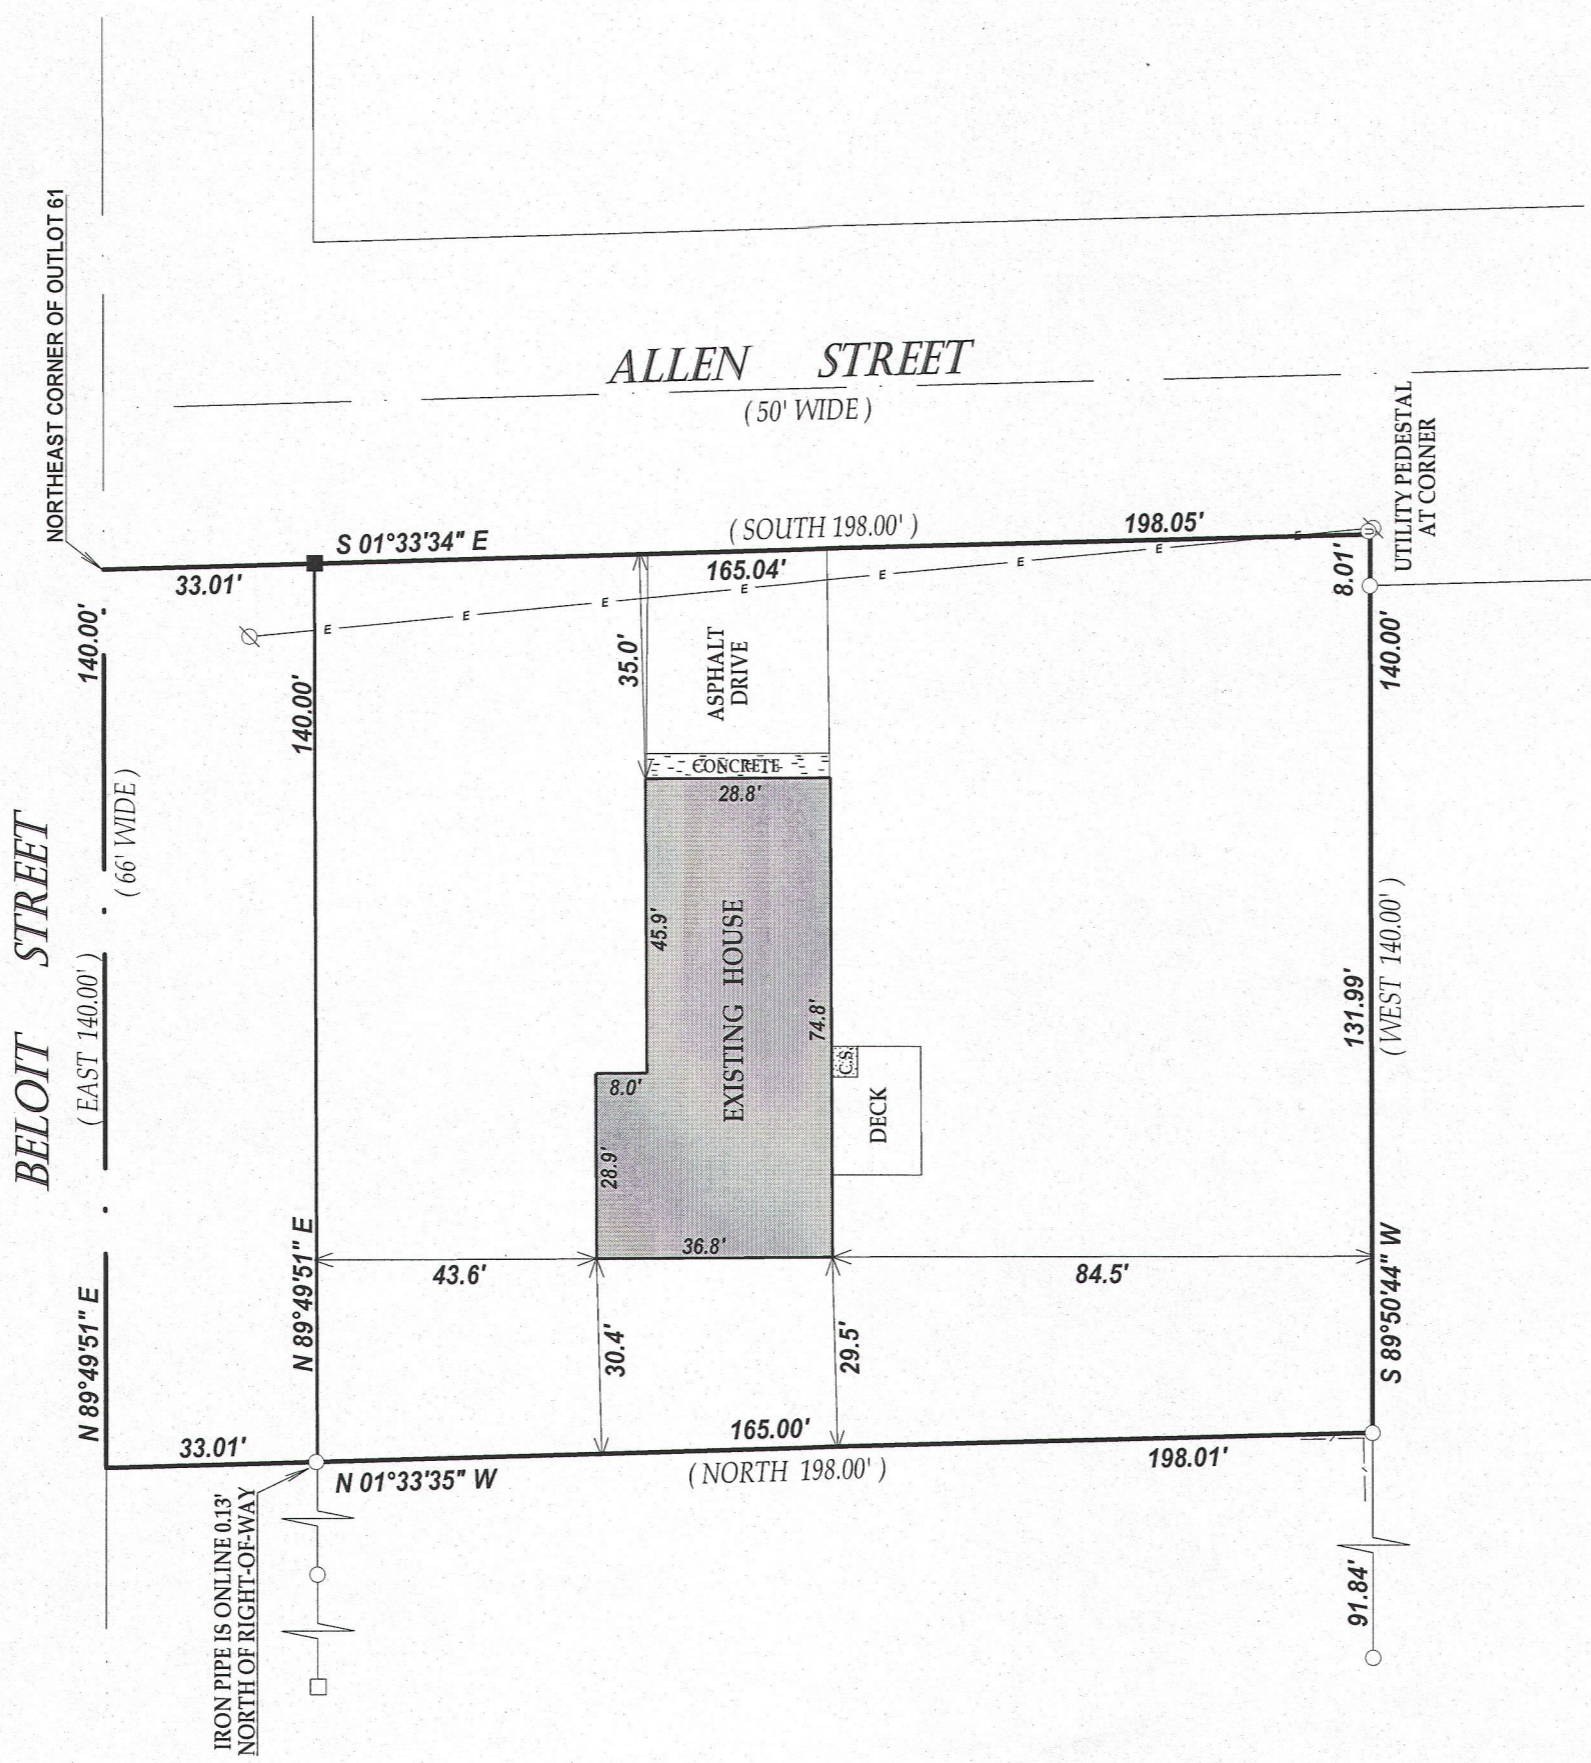 NORTHEAST CORNER OF OUTLOT 61
ALLEN STREET
( 50' WIDE )
UTILITY PEDESTAL
AT CORNER
S 01°33'34" E
( SOUTH 198.00' )
198.05'
33.01'
165.04'
8.01'
U
E
E
E
E
E
E
E
E
140.00'
140.00'
140.00'
35.0'
ASPHALT
DRIVE
CONCRETE
28.8'
BELOIT STREET
( 66' WIDE )
( EAST 140.00' )
N 89°49'51" E
N 89°49'51" E
45.9'
EXISTING HOUSE
74.8'
8.0'
28.9'
36.8'
C.S.
DECK
131.99'
( WEST 140.00' )
S 89°50'44" W
43.6'
84.5'
30.4'
29.5'
33.01'
165.00'
N 01°33'35" W
( NORTH 198.00' )
198.01'
IRON PIPE IS ONLINE 0.13'
NORTH OF RIGHT-OF-WAY
91.84'